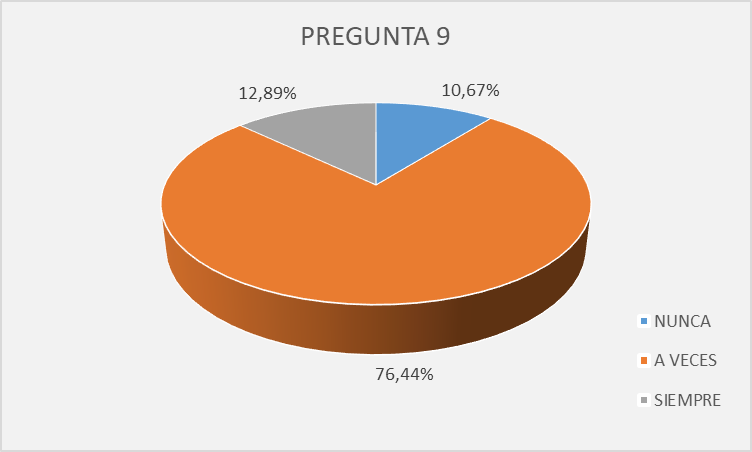 PREGUNTA 9
12,89%
10,67%
76,44%
NUNCA
A VECES
SIEMPRE